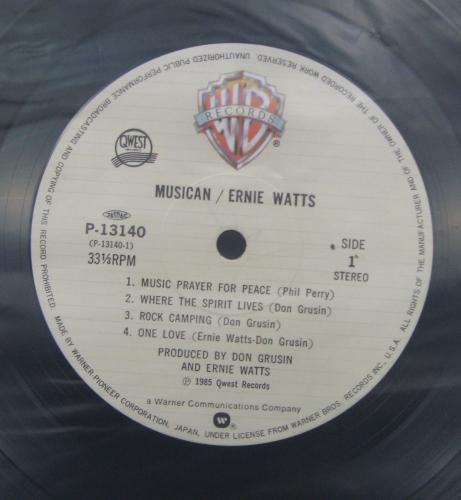 WB
RECORDS
®
QWEST
RECORDS
MUSICAN / ERNIE WATTS
P-13140
(P-13140-1)
33⅓RPM
SIDE
1
STEREO
1. MUSIC PRAYER FOR PEACE (Phil Perry)
2. WHERE THE SPIRIT LIVES (Don Grusin)
3. ROCK CAMPING (Don Grusin)
4. ONE LOVE (Ernie Watts-Don Grusin)
PRODUCED BY DON GRUSIN
AND ERNIE WATTS
℗ 1985 Qwest Records
a Warner Communications Company
MADE BY WARNER-PIONEER CORPORATION, JAPAN, UNDER LICENSE FROM WARNER BROS. RECORDS INC., U.S.A. ALL RIGHTS OF THE MANUFACTURER AND OF THE OWNER OF THE RECORDED WORK RESERVED. UNAUTHORIZED PUBLIC PERFORMANCE BROADCASTING AND COPYING OF THIS RECORD PROHIBITED.